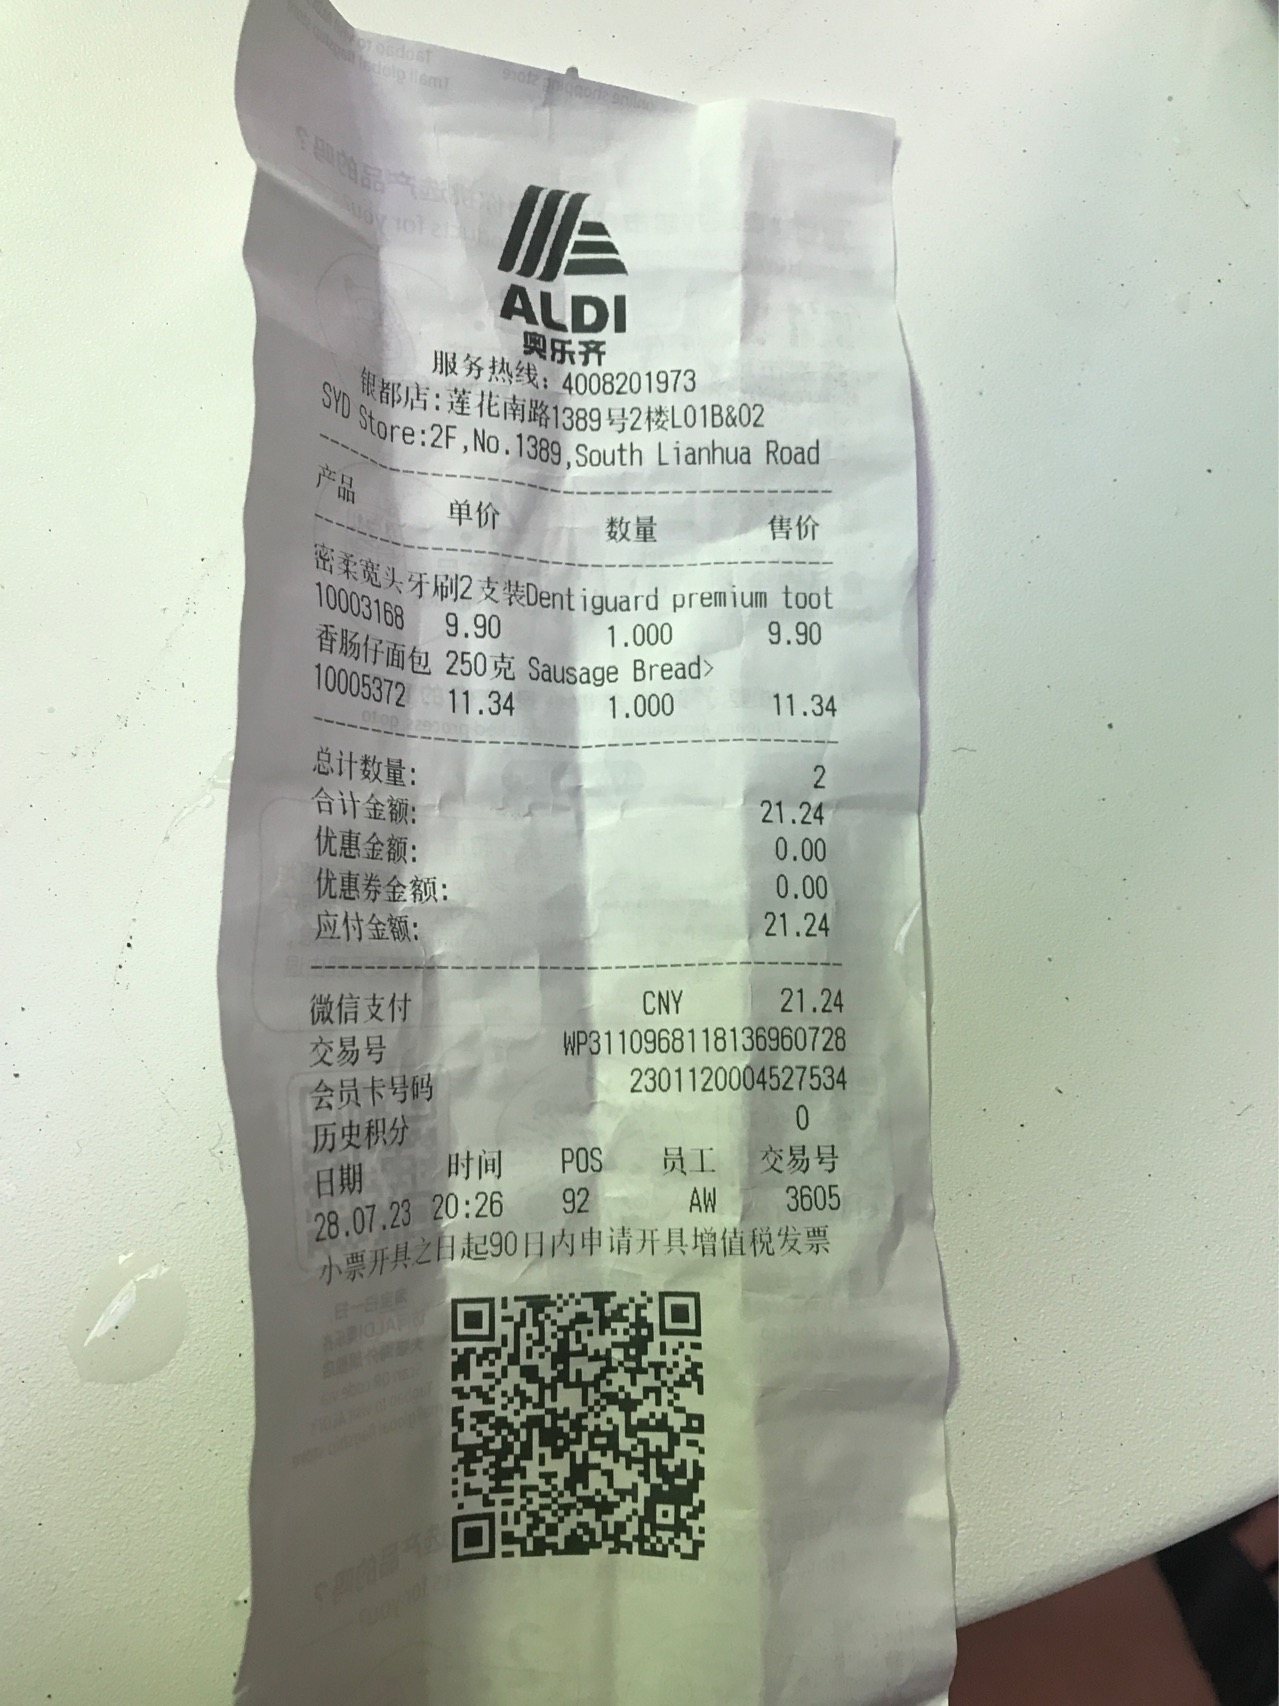 ALDI
奥乐齐
服务热线：4008201973
银都店:莲花南路1389号2楼L01B&02
SYD Store:2F,No.1389,South Lianhua Road
产品 单价 数量 售价
密柔宽头牙刷2支装Dentiguard premium toot
10003168 9.90 1.000 9.90
香肠仔面包 250克 Sausage Bread>
10005372 11.34 1.000 11.34
总计数量: 2
合计金额: 21.24
优惠金额: 0.00
优惠券金额: 0.00
应付金额: 21.24
微信支付 CNY 21.24
交易号 WP31109681181369607​28
会员卡号码 2301120004527534
历史积分 0
日期 时间 POS 员工 交易号
28.07.23 20:26 92 AW 3605
小票开具之日起90日内申请开具增值税发票